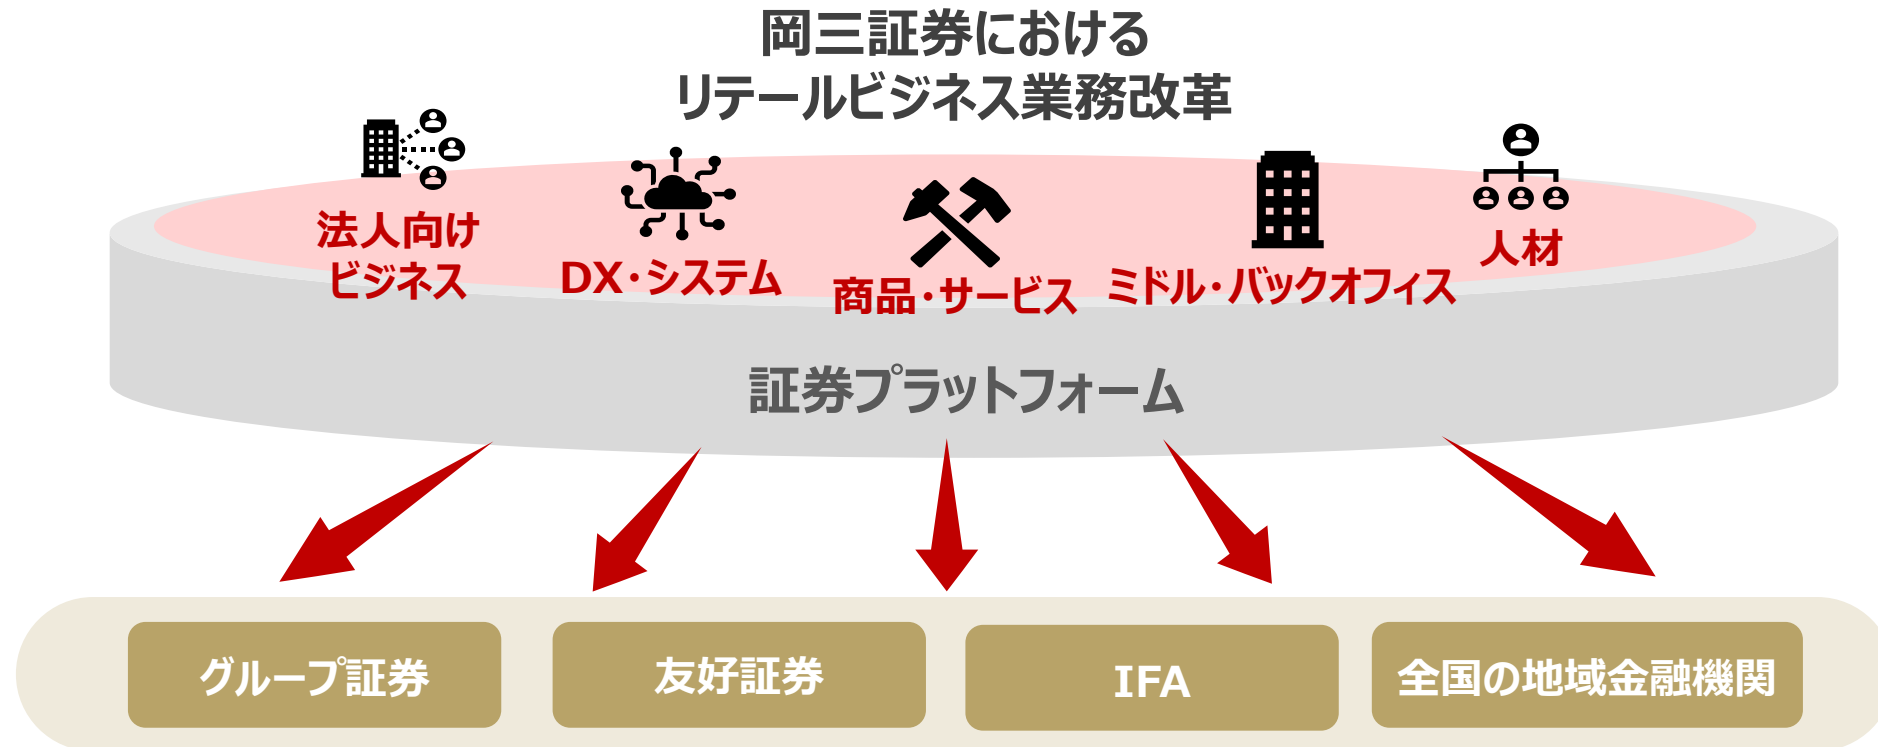 岡三証券における
リテールビジネス業務改革
法人向け
ビジネス
DX・システム
商品・サービス
ミドル・バックオフィス
人材
証券プラットフォーム
グループ証券
友好証券
IFA
全国の地域金融機関